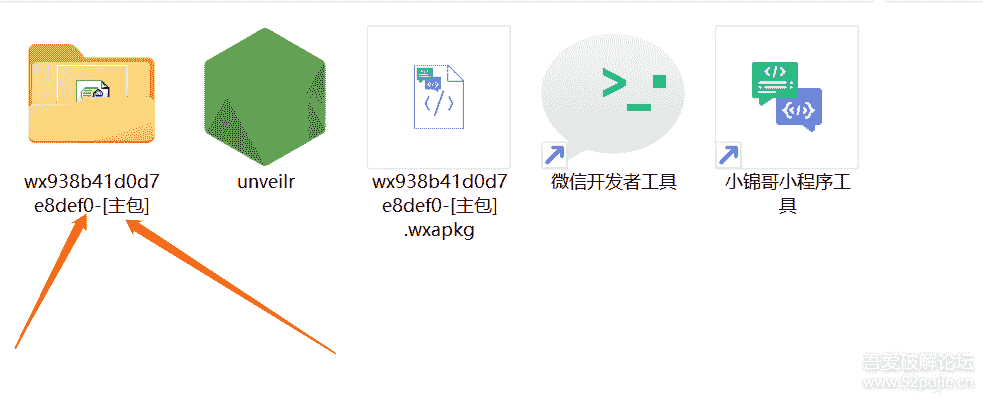 wx938b41d0d7
e8def0-[主包]
unveilr
wx938b41d0d7
e8def0-[主包]
.wxapkg
微信开发者工具
小锦哥小程序工
具
吾爱破解论坛
www.52pojie.cn